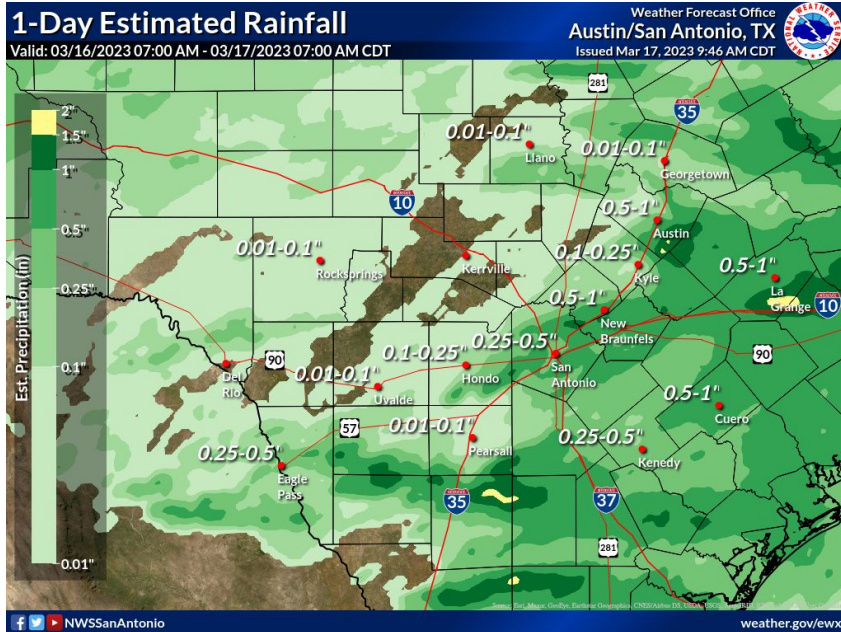 1-Day Estimated Rainfall
Valid: 03/16/2023 07:00 AM - 03/17/2023 07:00 AM CDT
Weather Forecast Office
Austin/San Antonio, TX
Issued Mar 17, 2023 9:46 AM CDT
NATIONAL WEATHER SERVICE
Est. Precipitation (in)
2"
1.5"
1"
0.5"
0.25"
0.1"
0.01"
281
35
0.01-0.1"
Llano
0.01-0.1"
Georgetown
10
0.5-1"
Austin
0.01-0.1"
Rocksprings
Kerrville
0.1-0.25"
Kyle
0.5-1"
La
Grange
10
0.5-1"
New
Braunfels
90
Del
Rio
90
0.01-0.1"
Uvalde
0.1-0.25"
Hondo
0.25-0.5"
San
Antonio
0.5-1"
Cuero
57
0.01-0.1"
Pearsall
0.25-0.5"
Kenedy
0.25-0.5"
Eagle
Pass
35
37
281
NWSSanAntonio
weather.gov/ewx